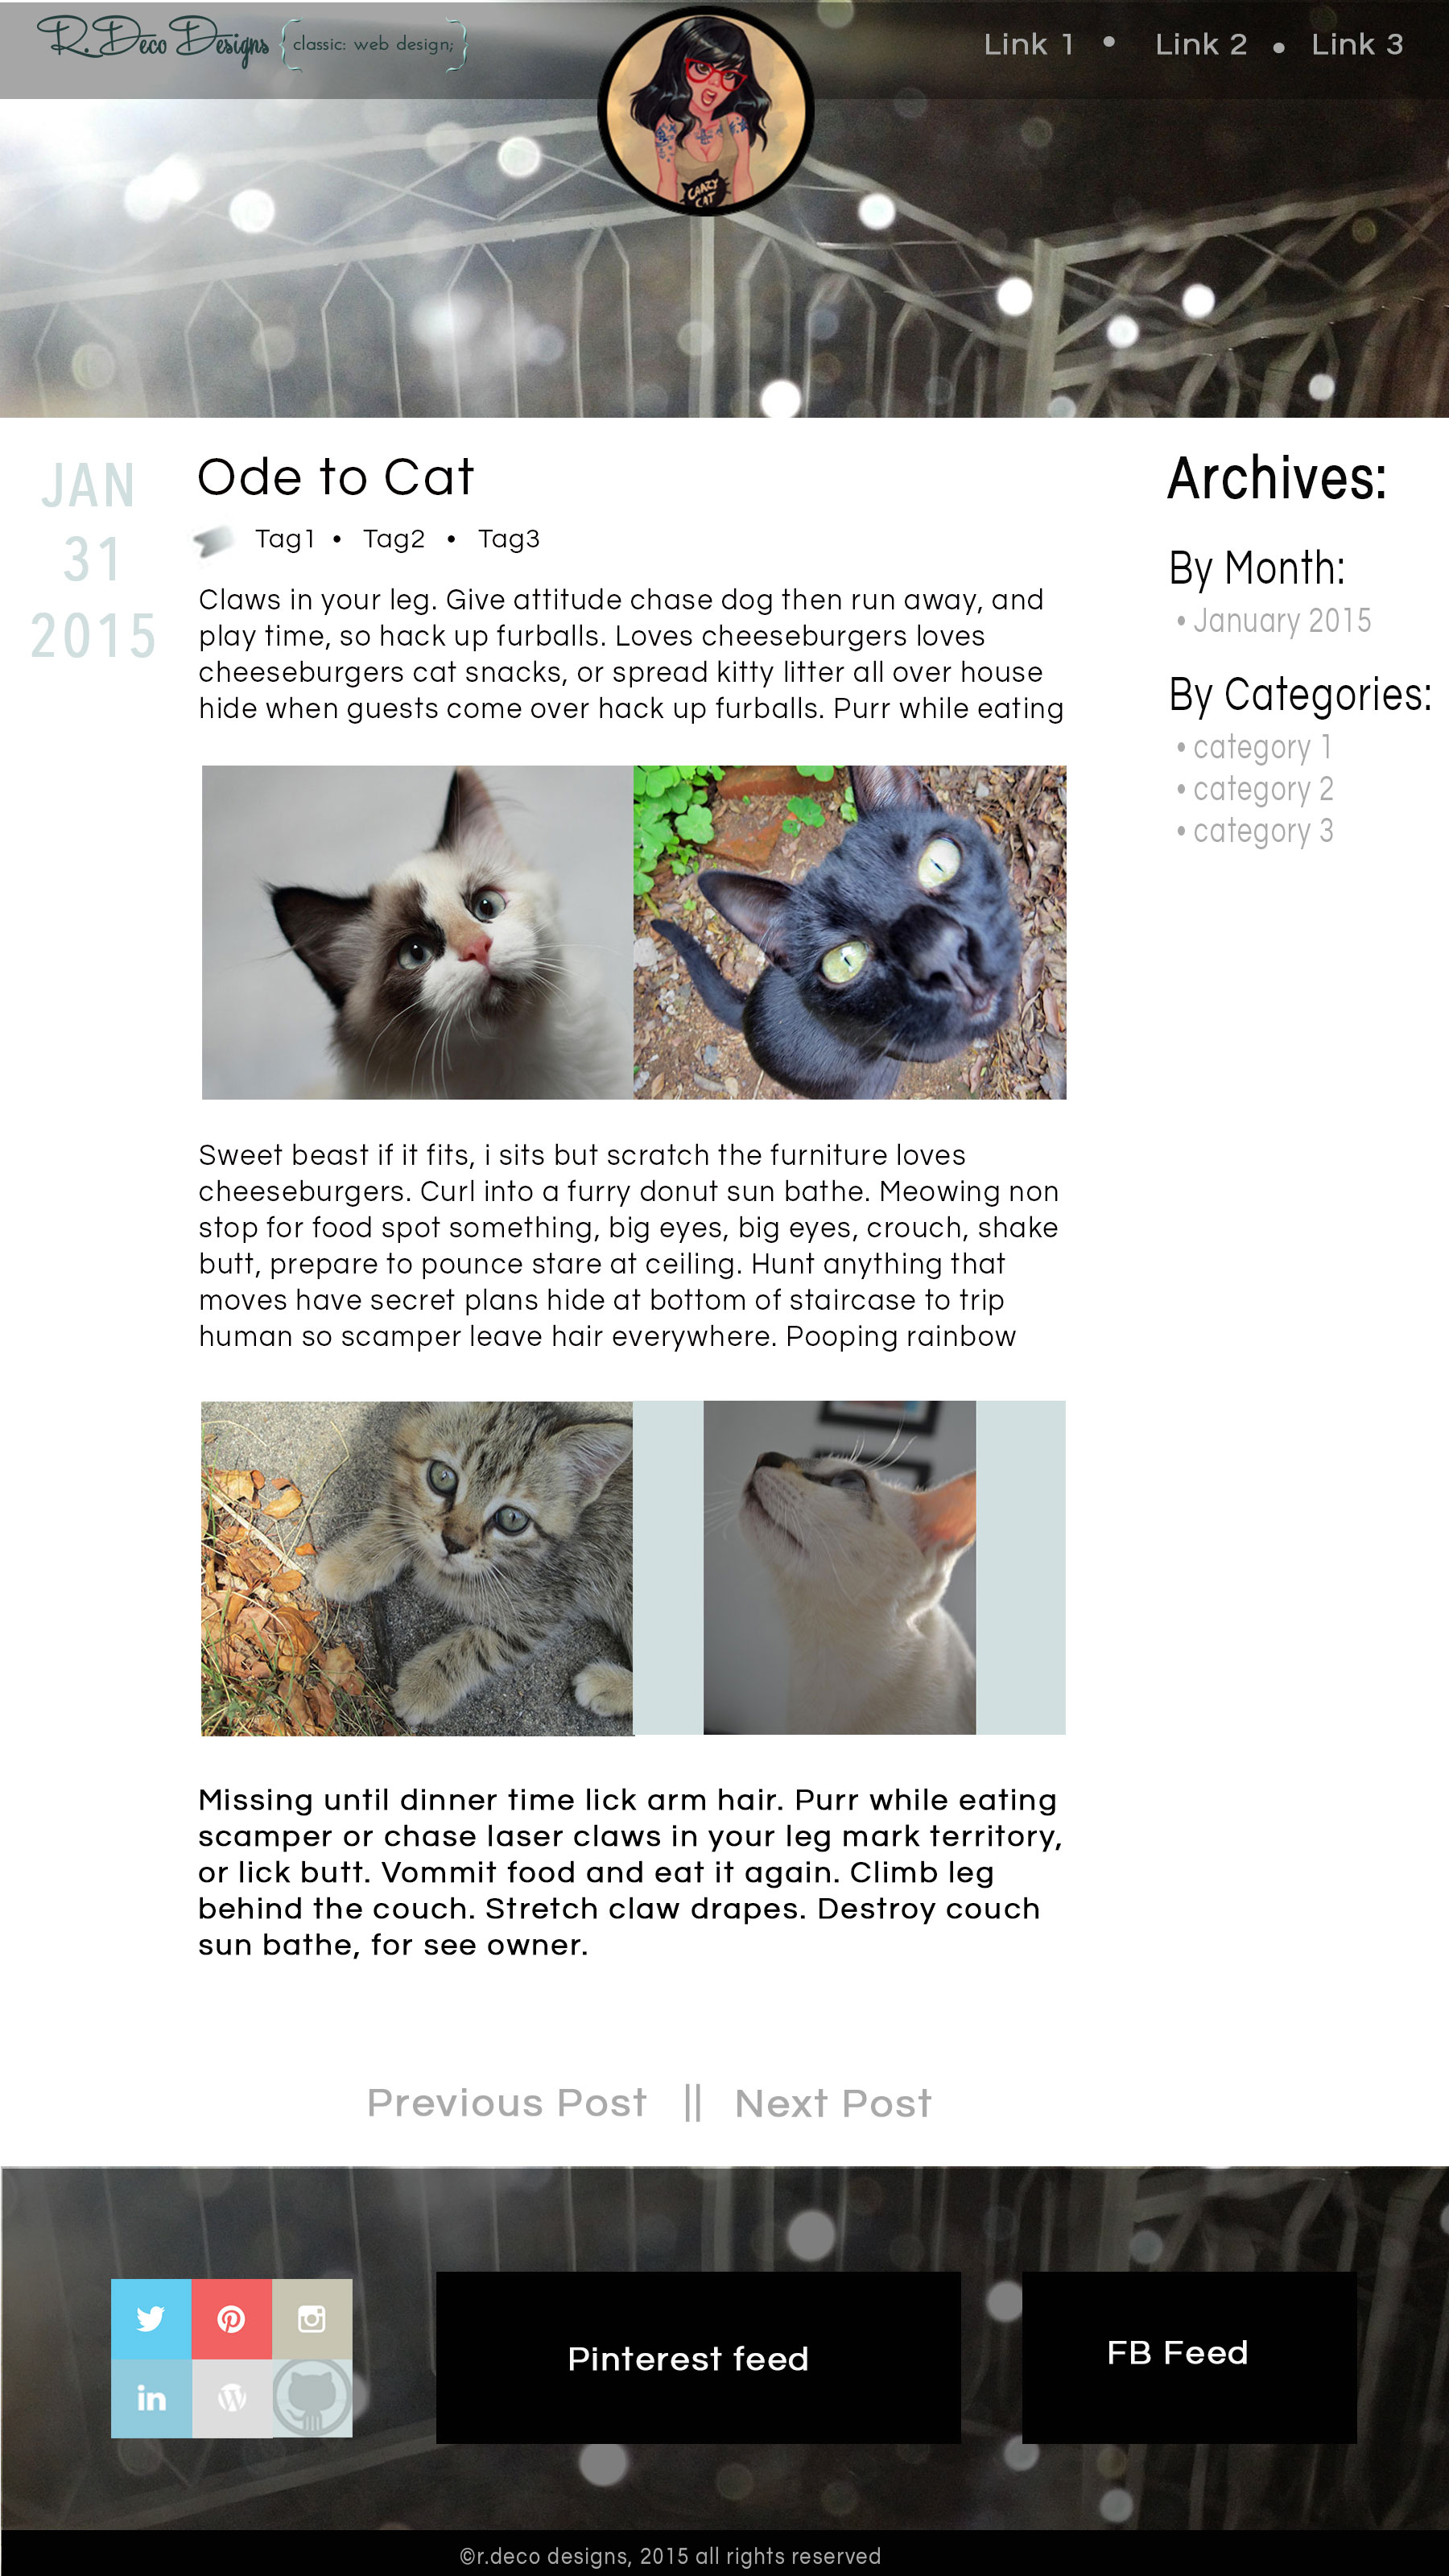 R. Deco Designs { classic: web design; }
Link 1 • Link 2 • Link 3
CRAZY
CAT
JAN
31
2015
Ode to Cat
Tag1 • Tag2 • Tag3
Claws in your leg. Give attitude chase dog then run away, and
play time, so hack up furballs. Loves cheeseburgers loves
cheeseburgers cat snacks, or spread kitty litter all over house
hide when guests come over hack up furballs. Purr while eating
Sweet beast if it fits, i sits but scratch the furniture loves
cheeseburgers. Curl into a furry donut sun bathe. Meowing non
stop for food spot something, big eyes, big eyes, crouch, shake
butt, prepare to pounce stare at ceiling. Hunt anything that
moves have secret plans hide at bottom of staircase to trip
human so scamper leave hair everywhere. Pooping rainbow
Missing until dinner time lick arm hair. Purr while eating
scamper or chase laser claws in your leg mark territory,
or lick butt. Vommit food and eat it again. Climb leg
behind the couch. Stretch claw drapes. Destroy couch
sun bathe, for see owner.
Archives:
By Month:
• January 2015
By Categories:
• category 1
• category 2
• category 3
Previous Post || Next Post
in
Pinterest feed
FB Feed
©r.deco designs, 2015 all rights reserved